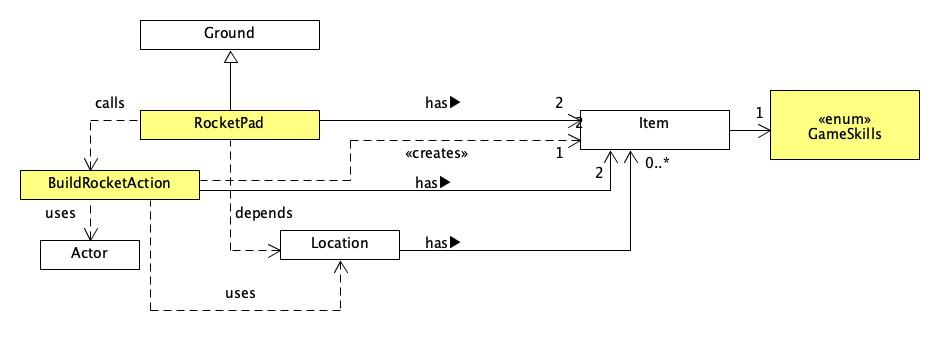 Ground
calls
has▶
2
RocketPad
2
Item
1
«enum»
GameSkills
«creates»
1
BuildRocketAction
has▶
2
0..*
uses
depends
Actor
Location
has▶
uses